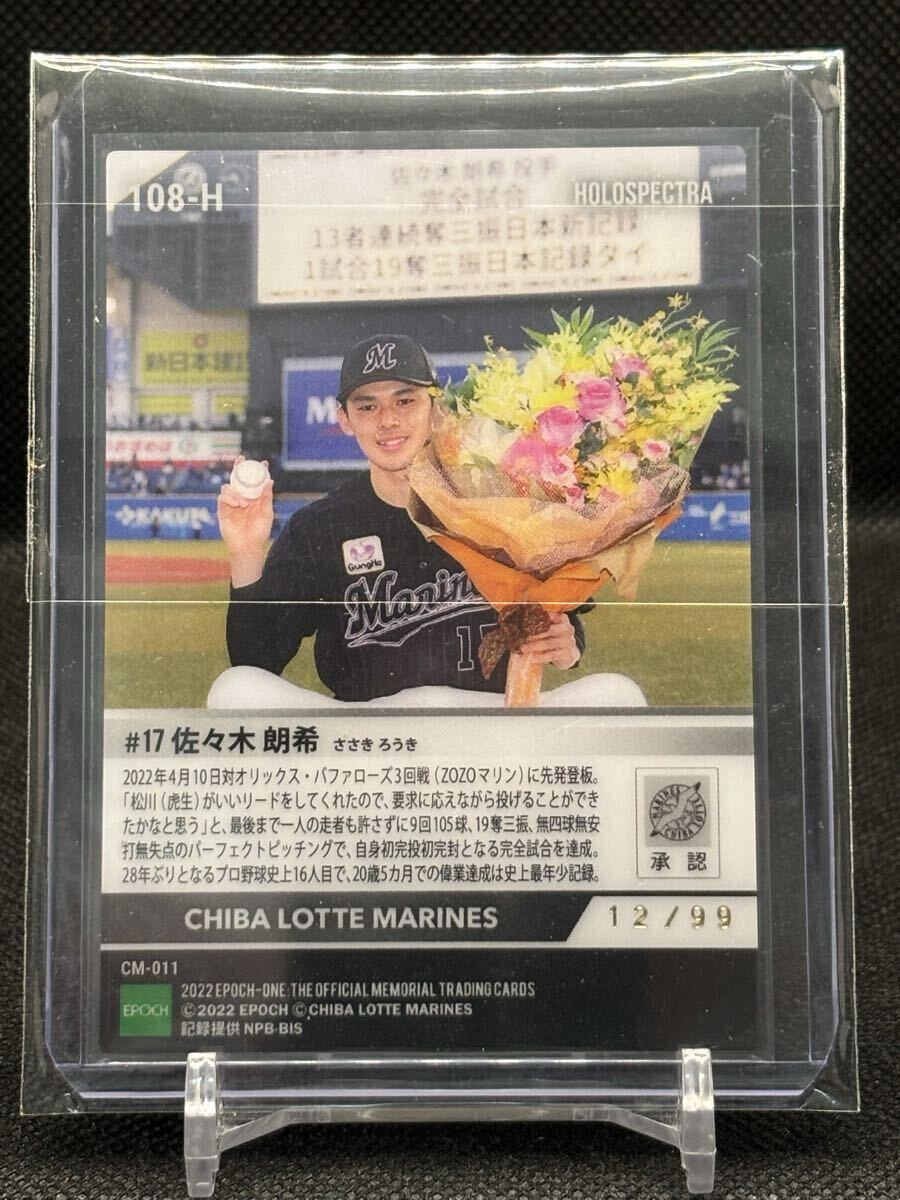 108-H
HOLOSPECTRA
佐々木 朗希 投手
完全試合
13者連続奪三振日本新記録
1試合19奪三振日本記録タイ
新日本建設
M
M
GungHo
Marine
#17 佐々木 朗希 ささき ろうき
2022年4月10日対オリックス・バファローズ3回戦(ZOZOマリン)に先発登板。
「松川(虎生)がいいリードをしてくれたので、要求に応えながら投げることができ
たかなと思う」と、最後まで一人の走者も許さずに9回105球、19奪三振、無四球無安
打無失点のパーフェクトピッチングで、自身初完投初完封となる完全試合を達成。
28年ぶりとなるプロ野球史上16人目で、20歳5カ月での偉業達成は史上最年少記録。
MARINES
CHIBA LOTTE
承認
CHIBA LOTTE MARINES
12/99
CM-011
EPOCH
2022 EPOCH-ONE:THE OFFICIAL MEMORIAL TRADING CARDS
©2022 EPOCH ©CHIBA LOTTE MARINES
記録提供 NPB-BIS